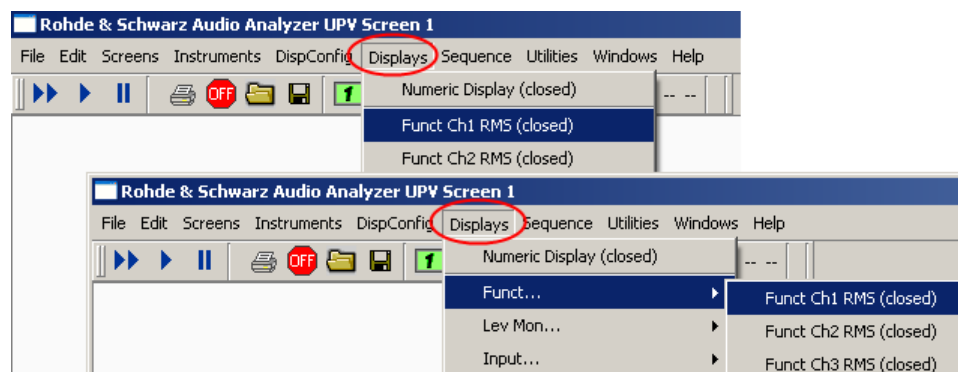 Rohde & Schwarz Audio Analyzer UPV Screen 1
File Edit Screens Instruments DispConfig Displays Sequence Utilities Windows Help
OFF 1 -- --
Numeric Display (closed)
Funct Ch1 RMS (closed)
Funct Ch2 RMS (closed)
Rohde & Schwarz Audio Analyzer UPV Screen 1
File Edit Screens Instruments DispConfig Displays Sequence Utilities Windows Help
OFF 1 -- --
Numeric Display (closed)
Funct...
Funct Ch1 RMS (closed)
Lev Mon...
Funct Ch2 RMS (closed)
Input...
Funct Ch3 RMS (closed)